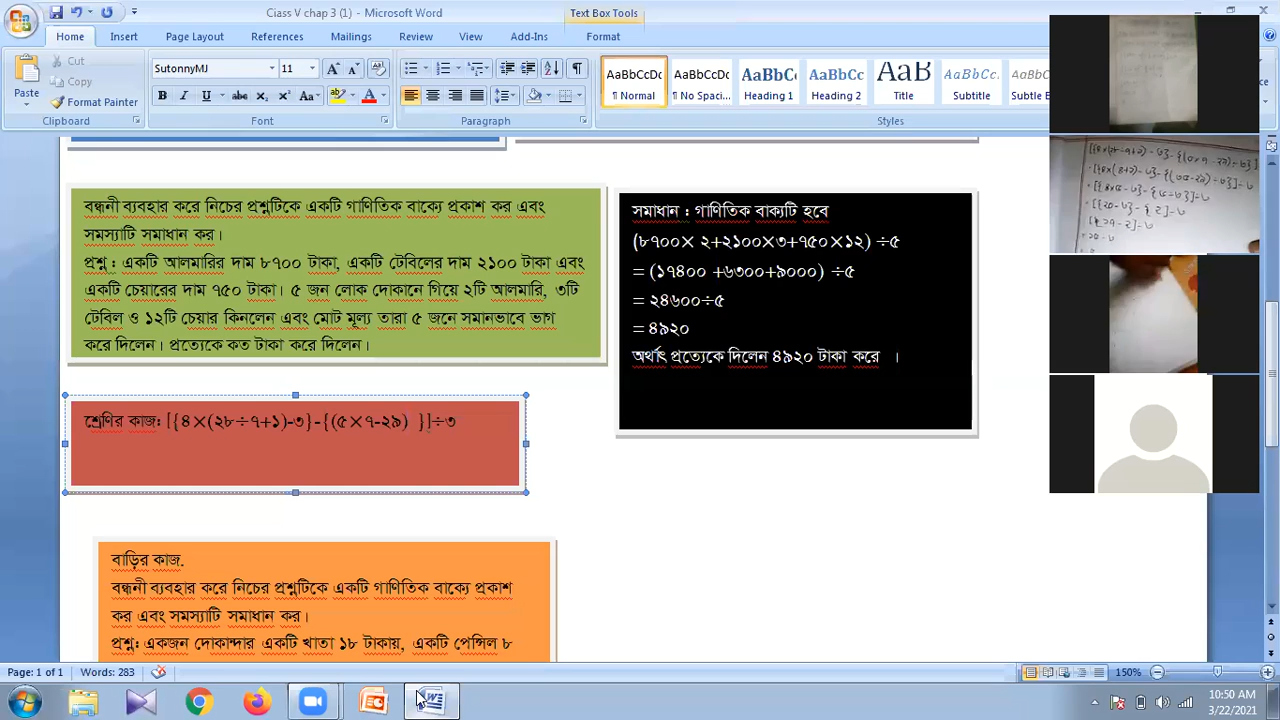 Class V chap 3 (1) - Microsoft Word
Text Box Tools
Home
Insert
Page Layout
References
Mailings
Review
View
Add-Ins
Format
Paste
Cut
Copy
Format Painter
Clipboard
SutonnyMJ
11
Font
Paragraph
AaBbCcDc
¶ Normal
AaBbCcDc
¶ No Spaci...
AaBbC
Heading 1
AaBbCc
Heading 2
AaB
Title
AaBbCc.
Subtitle
AaBbCc
Subtle E
Styles
বন্ধনী ব্যবহার করে নিচের প্রশ্নটিকে একটি গাণিতিক বাক্যে প্রকাশ কর এবং
সমস্যাটি সমাধান কর।
প্রশ্ন : একটি আলমারির দাম ৮৭০০ টাকা, একটি টেবিলের দাম ২১০০ টাকা এবং
একটি চেয়ারের দাম ৭৫০ টাকা। ৫ জন লোক দোকানে গিয়ে ২টি আলমারি, ৩টি
টেবিল ও ১২টি চেয়ার কিনলেন এবং মোট মূল্য তারা ৫ জনে সমানভাবে ভাগ
করে দিলেন। প্রত্যেকে কত টাকা করে দিলেন।
সমাধান : গাণিতিক বাক্যটি হবে
(৮৭০০× ২+২১০০×৩+৭৫০×১২) ÷৫
= (১৭৪০০ +৬৩০০+৯০০০) ÷৫
= ২৪৬০০÷৫
= ৪৯২০
অর্থাৎ প্রত্যেকে দিলেন ৪৯২০ টাকা করে ।
শ্রেণির কাজ: [{৪×(২৮÷৭+১)-৩}-{(৫×৭-২৯) }]÷৩
বাড়ির কাজ.
বন্ধনী ব্যবহার করে নিচের প্রশ্নটিকে একটি গাণিতিক বাক্যে প্রকাশ
কর এবং সমস্যাটি সমাধান কর।
প্রশ্ন: একজন দোকান্দার একটি খাতা ১৮ টাকায়, একটি পেন্সিল ৮
Page: 1 of 1
Words: 283
150%
10:50 AM
3/22/2021